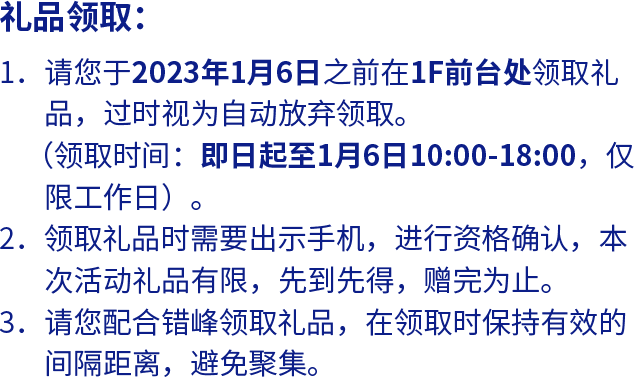 礼品领取：
1. 请您于2023年1月6日之前在1F前台处领取礼
品，过时视为自动放弃领取。
（领取时间：即日起至1月6日10:00-18:00，仅
限工作日）。
2. 领取礼品时需要出示手机，进行资格确认，本
次活动礼品有限，先到先得，赠完为止。
3. 请您配合错峰领取礼品，在领取时保持有效的
间隔距离，避免聚集。